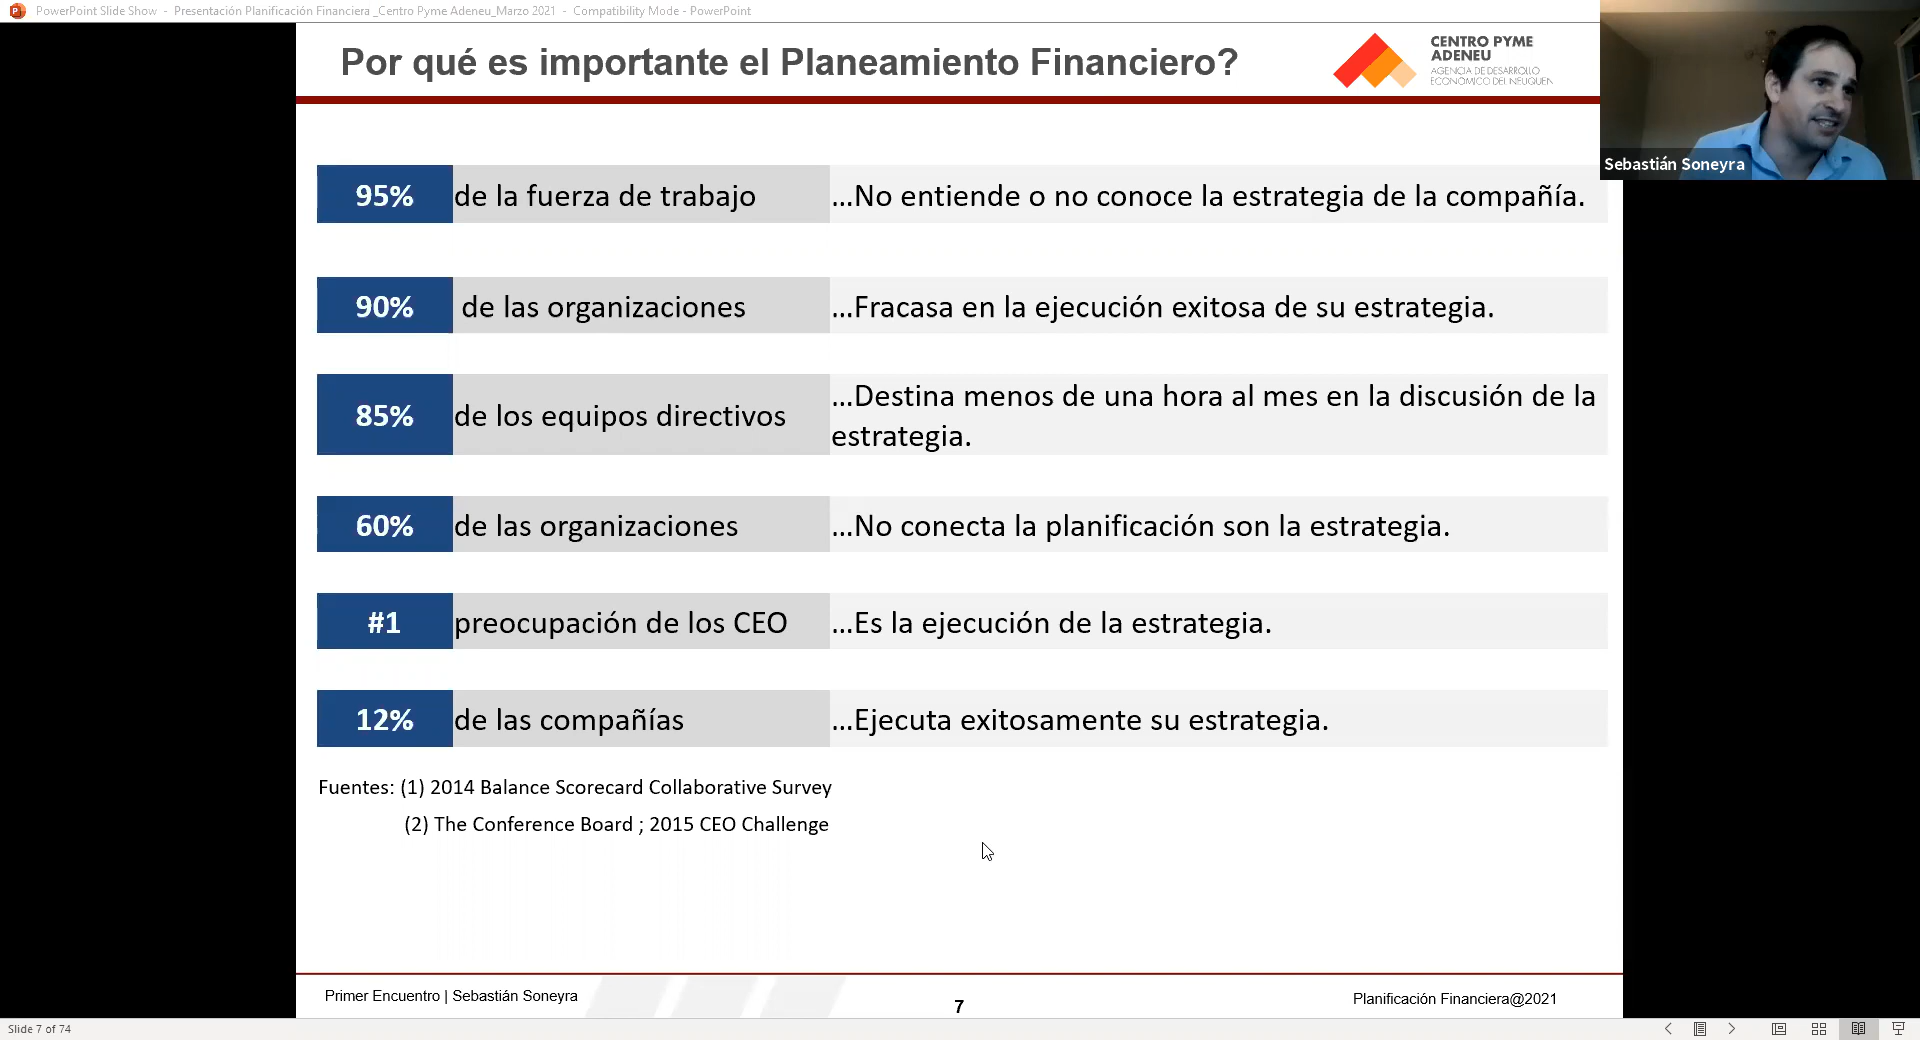 PowerPoint Slide Show - Presentación Planificación Financiera _Centro Pyme Adeneu_Marzo 2021 - Compatibility Mode - PowerPoint
Por qué es importante el Planeamiento Financiero?
CENTRO PYME
ADENEU
AGENCIA DE DESARROLLO
ECONOMICO DEL NEUQUEN
Sebastián Soneyra
95% de la fuerza de trabajo ...No entiende o no conoce la estrategia de la compañía.
90% de las organizaciones ...Fracasa en la ejecución exitosa de su estrategia.
85% de los equipos directivos ...Destina menos de una hora al mes en la discusión de la
estrategia.
60% de las organizaciones ...No conecta la planificación son la estrategia.
#1 preocupación de los CEO ...Es la ejecución de la estrategia.
12% de las compañías ...Ejecuta exitosamente su estrategia.
Fuentes: (1) 2014 Balance Scorecard Collaborative Survey
(2) The Conference Board ; 2015 CEO Challenge
Primer Encuentro | Sebastián Soneyra
7
Planificación Financiera@2021
Slide 7 of 74